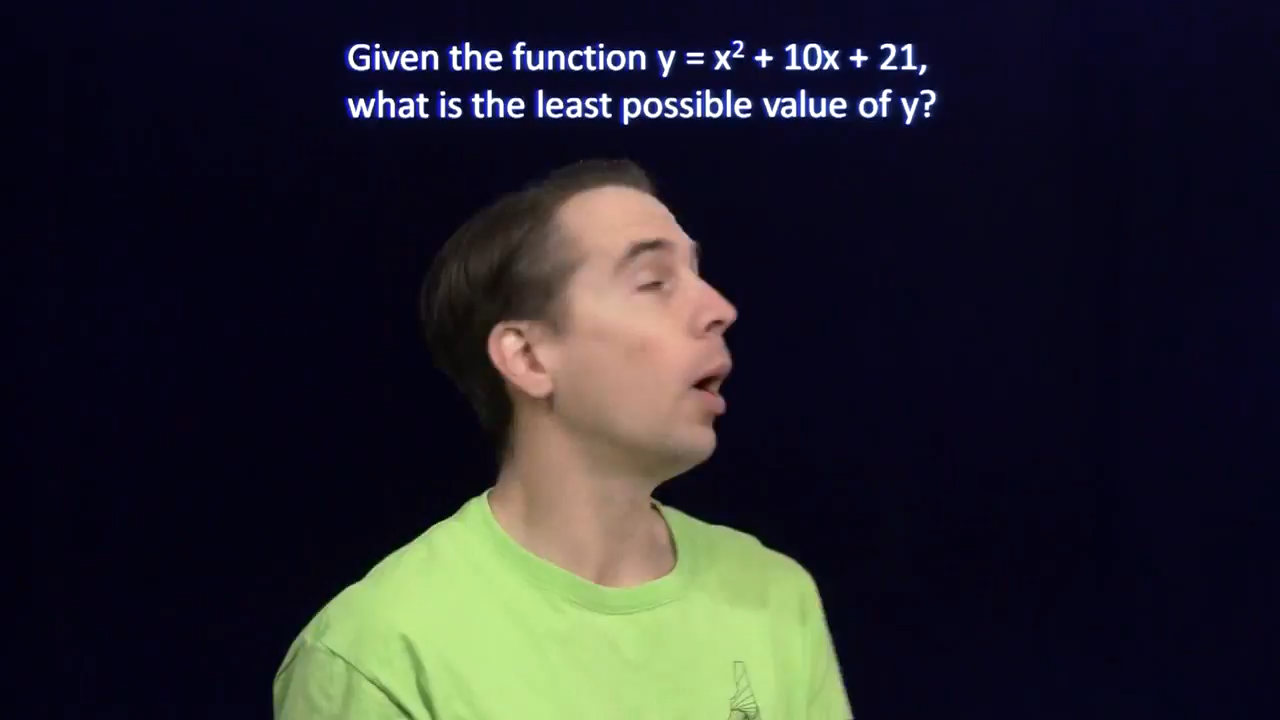 Given the function y = x² + 10x + 21,
what is the least possible value of y?